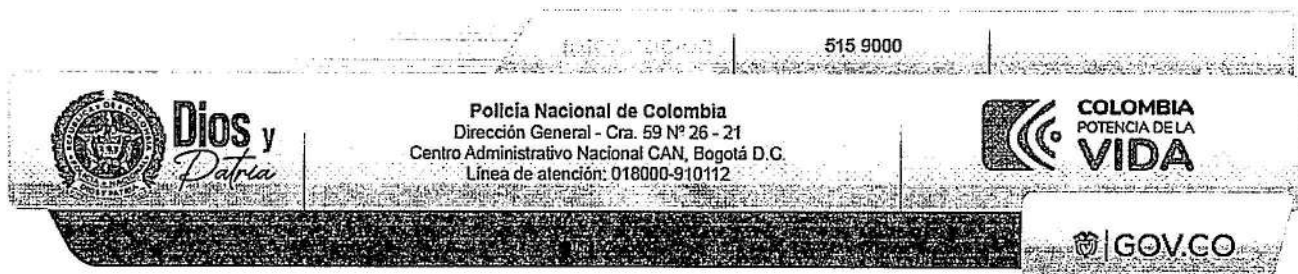 515 9000
Dios y
Patria
Policía Nacional de Colombia
Dirección General - Cra. 59 Nº 26 - 21
Centro Administrativo Nacional CAN, Bogotá D.C.
Línea de atención: 018000-910112
COLOMBIA
POTENCIA DE LA
VIDA
GOV.CO